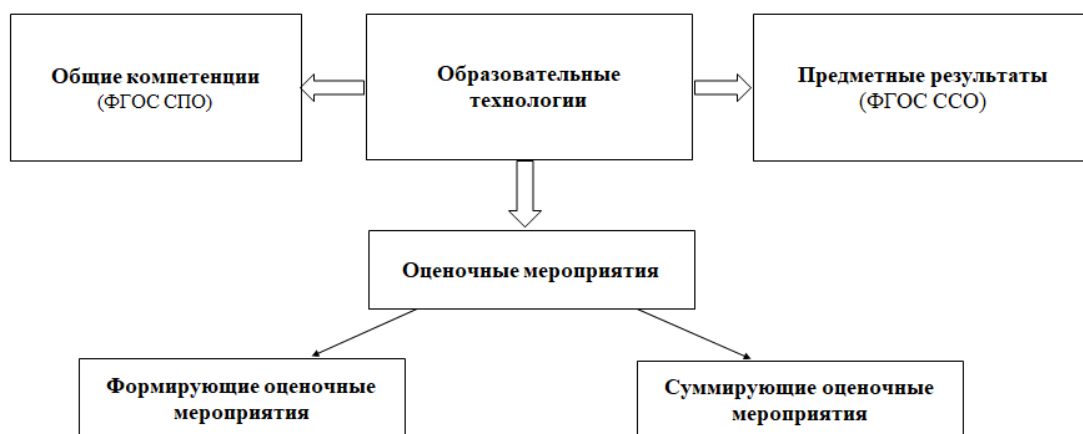 Общие компетенции
(ФГОС СПО)
Образовательные
технологии
Предметные результаты
(ФГОС ССО)
Оценочные мероприятия
Формирующие оценочные
мероприятия
Суммирующие оценочные
мероприятия